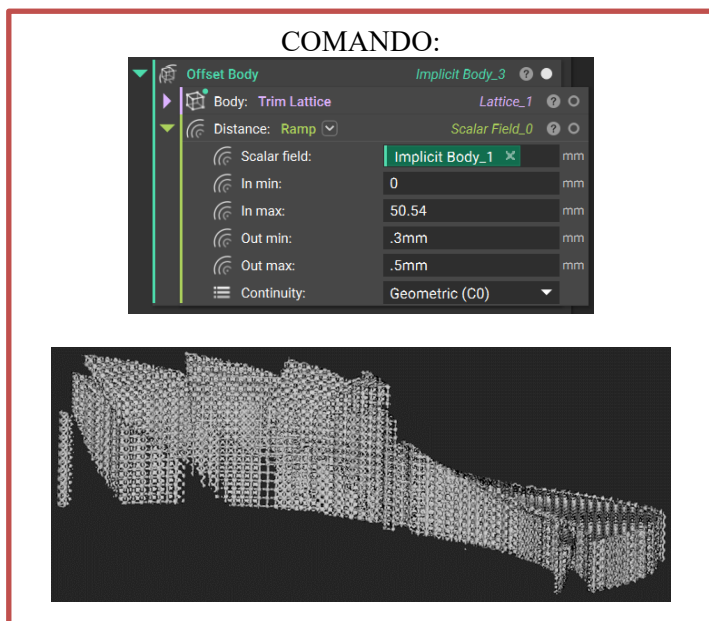 COMANDO:
Offset Body Implicit Body_3 ?
Body: Trim Lattice Lattice_1 ?
Distance: Ramp Scalar Field_0 ?
Scalar field: Implicit Body_1 × mm
In min: 0 mm
In max: 50.54 mm
Out min: .3mm mm
Out max: .5mm mm
Continuity: Geometric (C0)